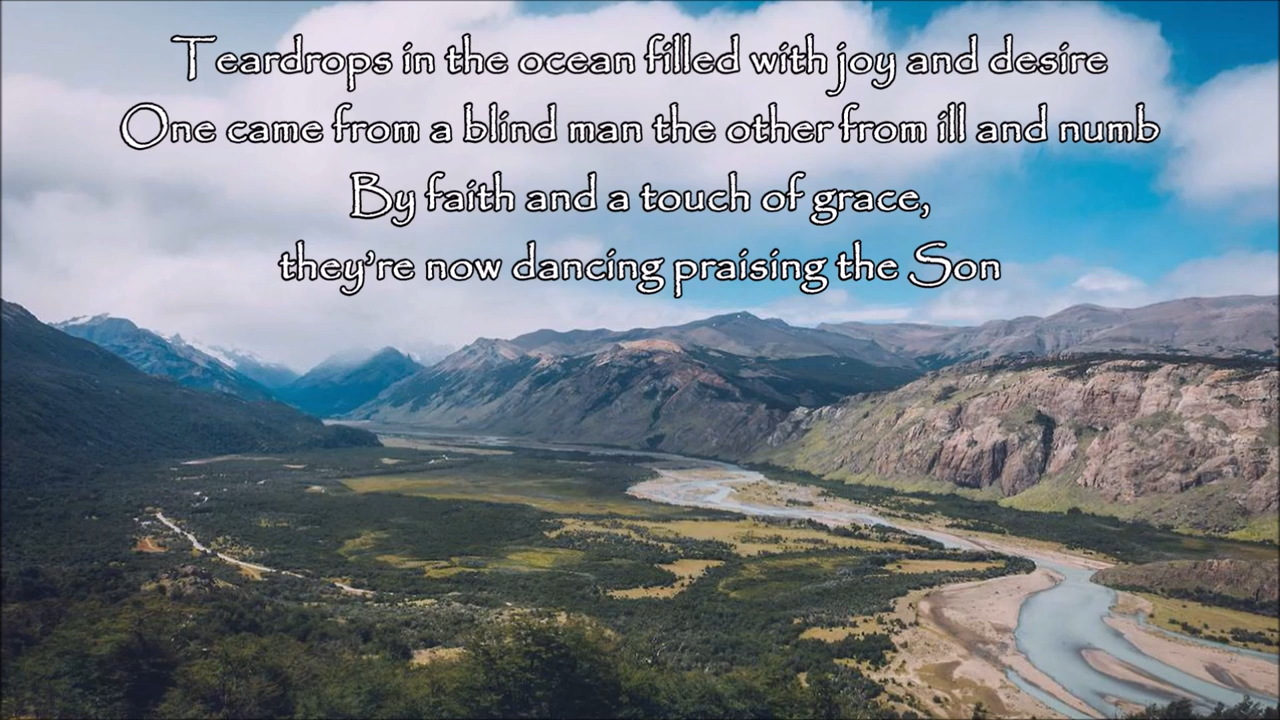 Teardrops in the ocean filled with joy and desire
One came from a blind man the other from ill and numb
By faith and a touch of grace,
they're now dancing praising the Son